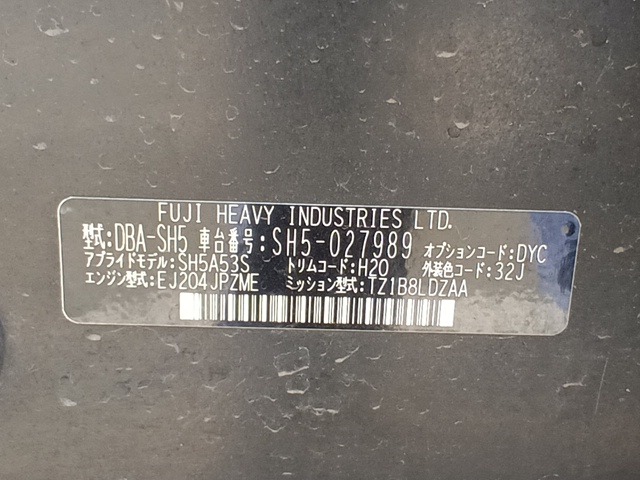 FUJI HEAVY INDUSTRIES LTD.
型式:DBA-SH5 車台番号:SH5-027989 オプションコード:DYC
アプライドモデル:SH5A53S トリムコード:H20 外装色コード:32J
エンジン型式:EJ204JPZME ミッション型式:TZ1B8LDZAA